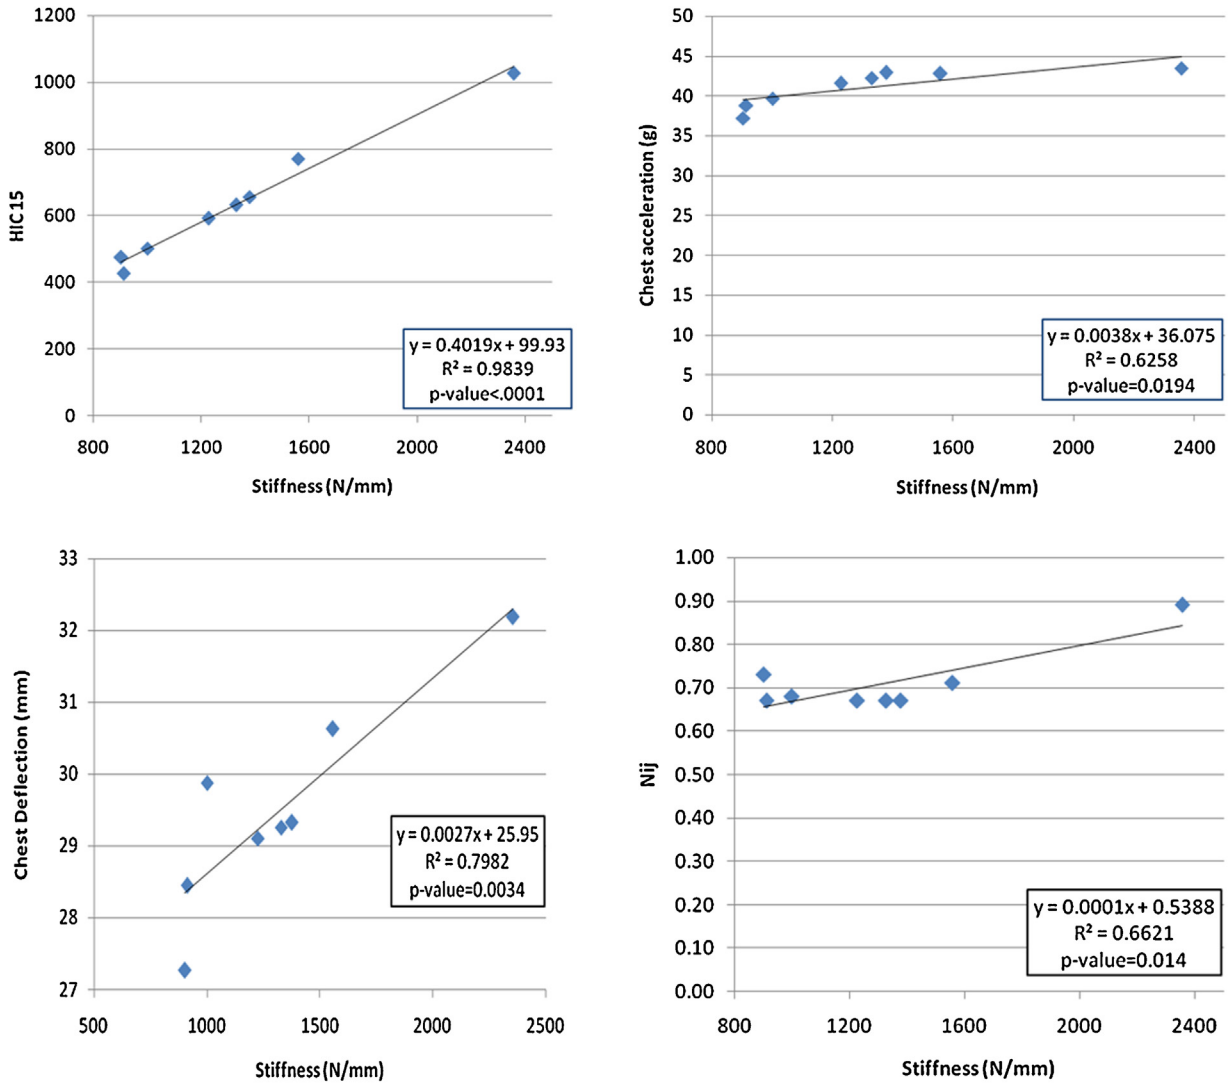 1200
1000
800
600
400
200
0
HIC15
y = 0.4019x + 99.93
R² = 0.9839
p-value<.0001
800 1200 1600 2000 2400
Stiffness (N/mm)
50
45
40
35
30
25
20
15
10
5
0
Chest acceleration (g)
y = 0.0038x + 36.075
R² = 0.6258
p-value=0.0194
800 1200 1600 2000 2400
Stiffness (N/mm)
33
32
31
30
29
28
27
Chest Deflection (mm)
y = 0.0027x + 25.95
R² = 0.7982
p-value=0.0034
500 1000 1500 2000 2500
Stiffness (N/mm)
1.00
0.90
0.80
0.70
0.60
0.50
0.40
0.30
0.20
0.10
0.00
Nij
y = 0.0001x + 0.5388
R² = 0.6621
p-value=0.014
800 1200 1600 2000 2400
Stiffness (N/mm)